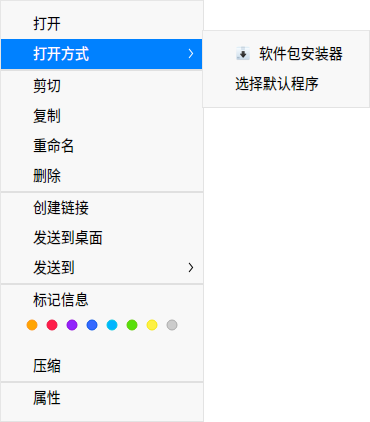 打开
打开方式
软件包安装器
选择默认程序
剪切
复制
重命名
删除
创建链接
发送到桌面
发送到
标记信息
压缩
属性